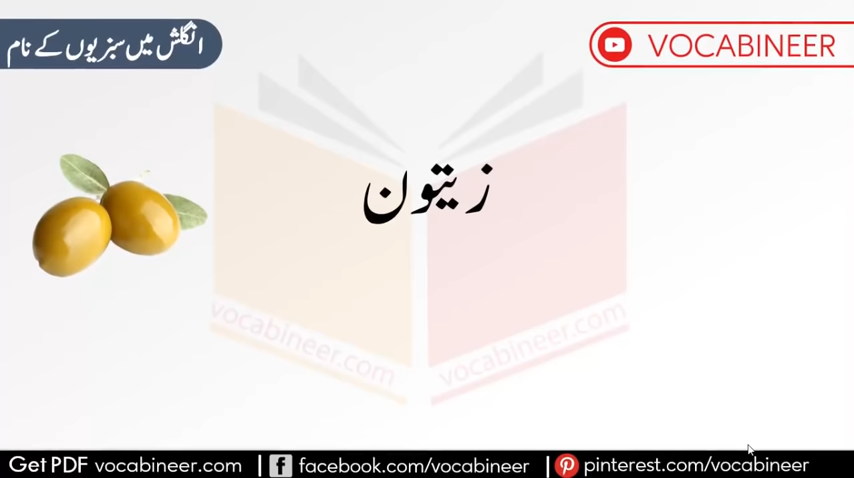 انگلش میں سبزیوں کے نام
VOCABINEER
زیتون
vocabineer.com
vocabineer.com
Get PDF vocabineer.com | facebook.com/vocabineer | pinterest.com/vocabineer